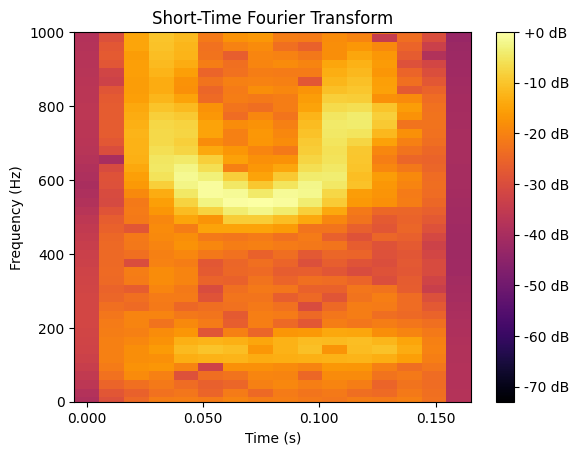 Short-Time Fourier Transform
1000
800
600
400
200
0
Frequency (Hz)
0.000
0.050
0.100
0.150
Time (s)
+0 dB
-10 dB
-20 dB
-30 dB
-40 dB
-50 dB
-60 dB
-70 dB